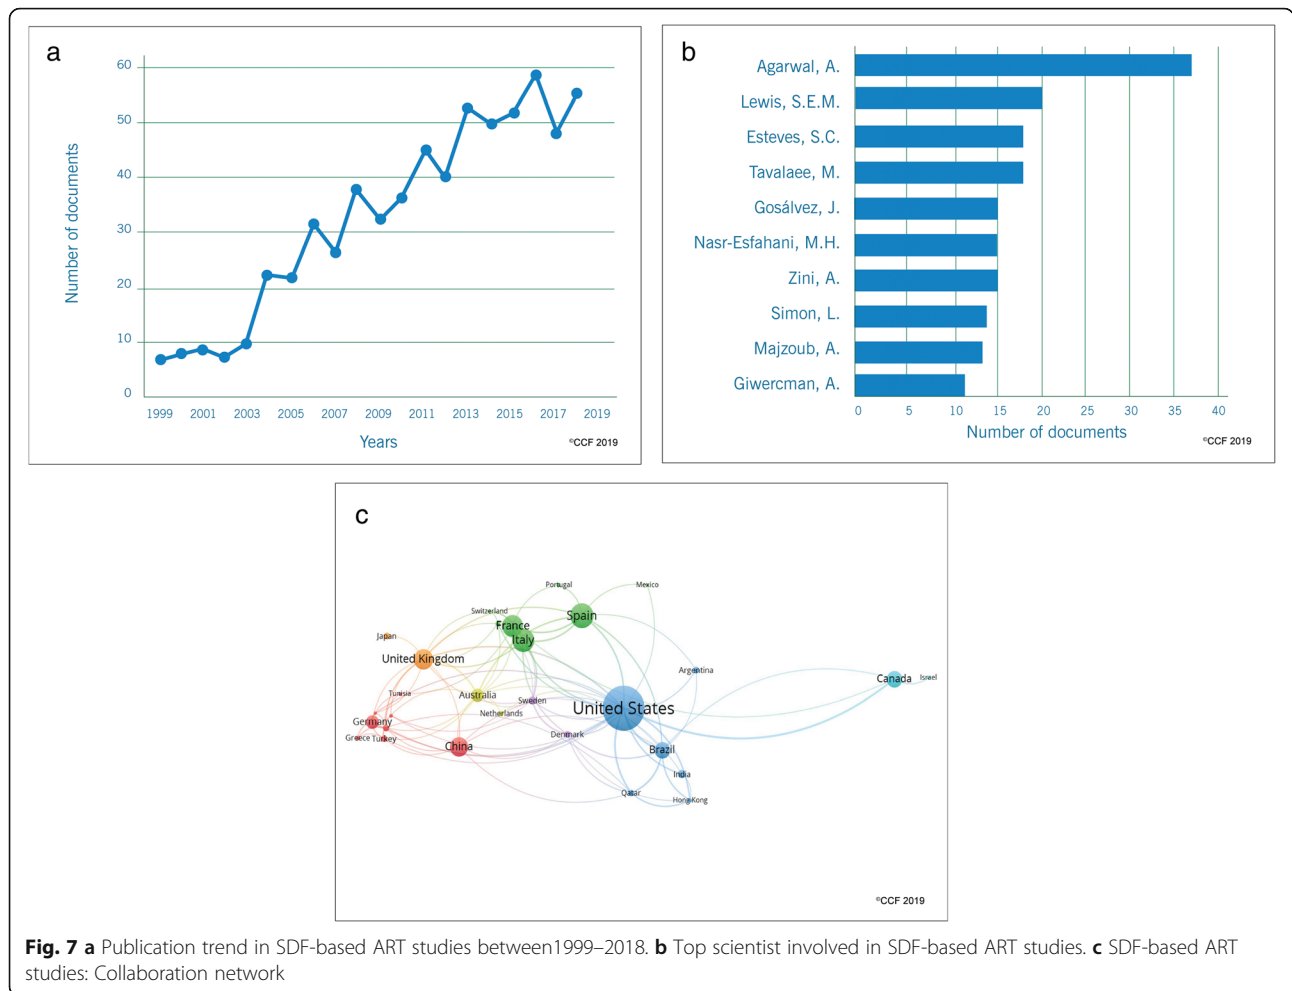 a
60
50
40
30
20
10
0
Number of documents
1999 2001 2003 2005 2007 2009 2011 2013 2015 2017 2019
Years
©CCF 2019
b
Agarwal, A.
Lewis, S.E.M.
Esteves, S.C.
Tavalaee, M.
Gosálvez, J.
Nasr-Esfahani, M.H.
Zini, A.
Simon, L.
Majzoub, A.
Giwercman, A.
0 5 10 15 20 25 30 35 40
Number of documents
©CCF 2019
c
Portugal
Mexico
Switzerland
Spain
France
Japan
Italy
United Kingdom
Argentina
Canada
Israel
Tunisia
Australia
Sweden
United States
Netherlands
Germany
Greece
Turkey
Denmark
China
Brazil
India
Qatar
Hong Kong
©CCF 2019
Fig. 7 a Publication trend in SDF-based ART studies between1999–2018. b Top scientist involved in SDF-based ART studies. c SDF-based ART
studies: Collaboration network